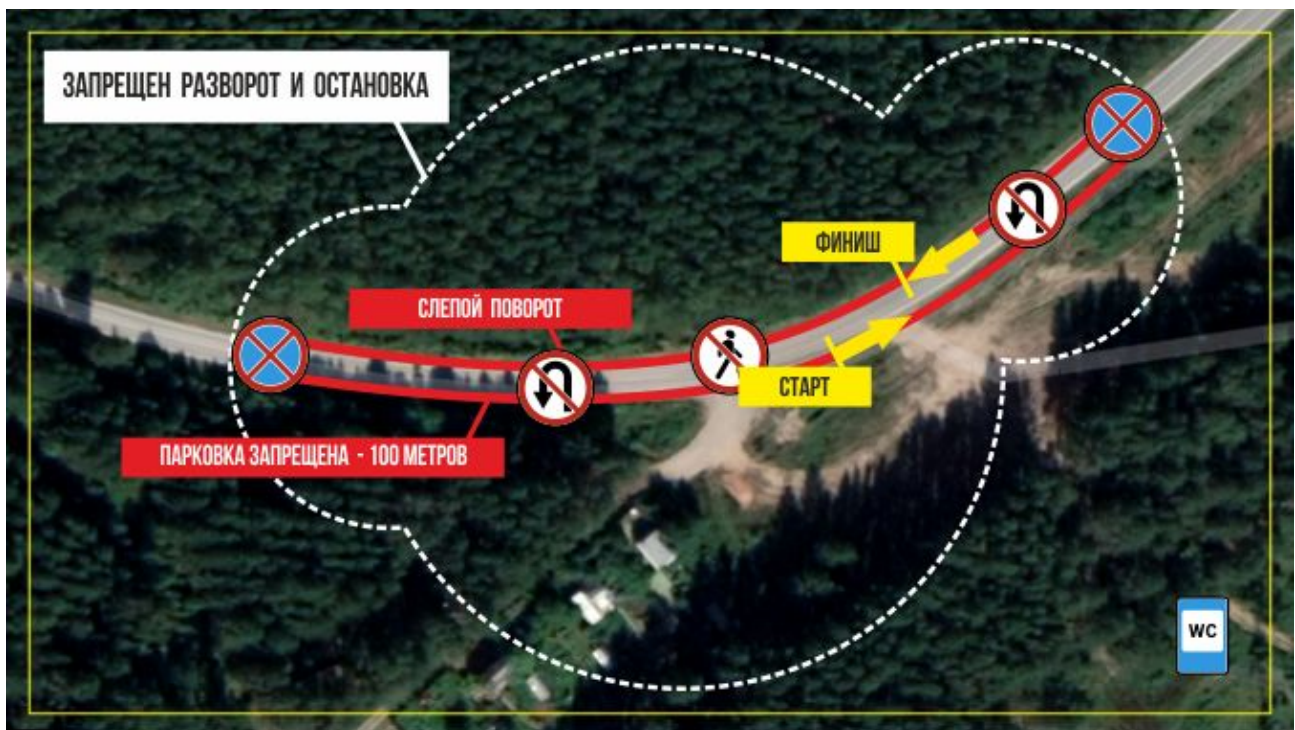 ЗАПРЕЩЕН РАЗВОРОТ И ОСТАНОВКА
ФИНИШ
СЛЕПОЙ ПОВОРОТ
СТАРТ
ПАРКОВКА ЗАПРЕЩЕНА - 100 МЕТРОВ
WC